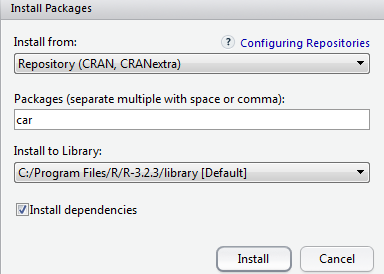 Install Packages
Install from:
? Configuring Repositories
Repository (CRAN, CRANextra)
Packages (separate multiple with space or comma):
car
Install to Library:
C:/Program Files/R/R-3.2.3/library [Default]
Install dependencies
Install
Cancel